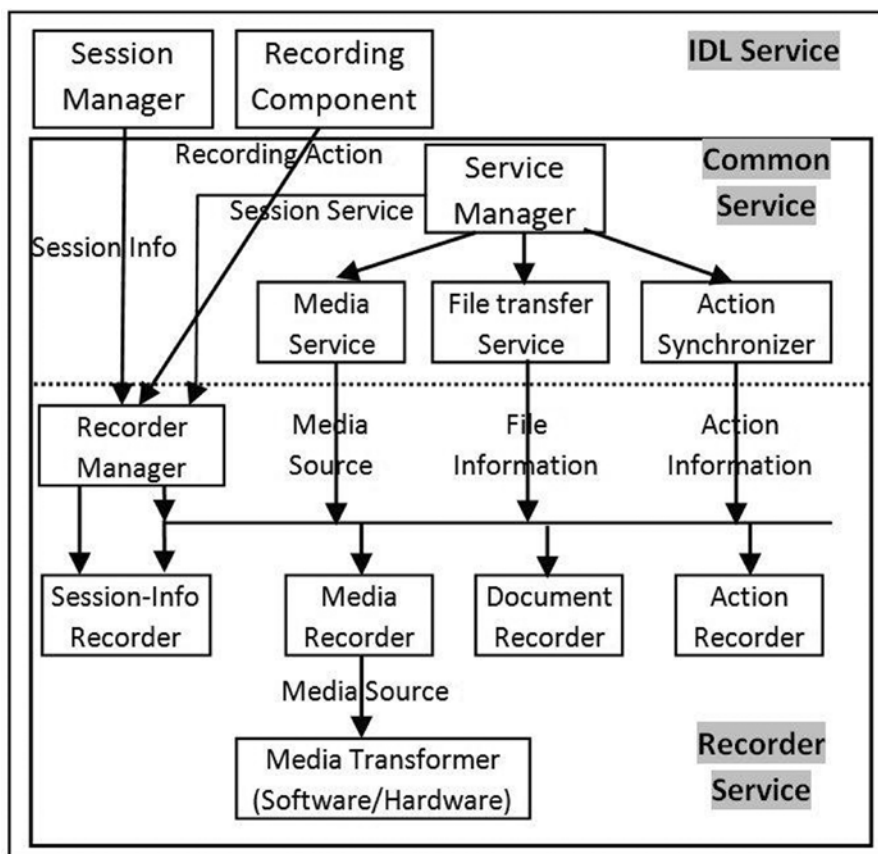 Session
Manager
Recording
Component
IDL Service
Recording Action
Common
Service
Service
Manager
Session Service
Session Info
Media
Service
File transfer
Service
Action
Synchronizer
Recorder
Manager
Media
Source
File
Information
Action
Information
Session-Info
Recorder
Media
Recorder
Document
Recorder
Action
Recorder
Media Source
Media Transformer
(Software/Hardware)
Recorder
Service